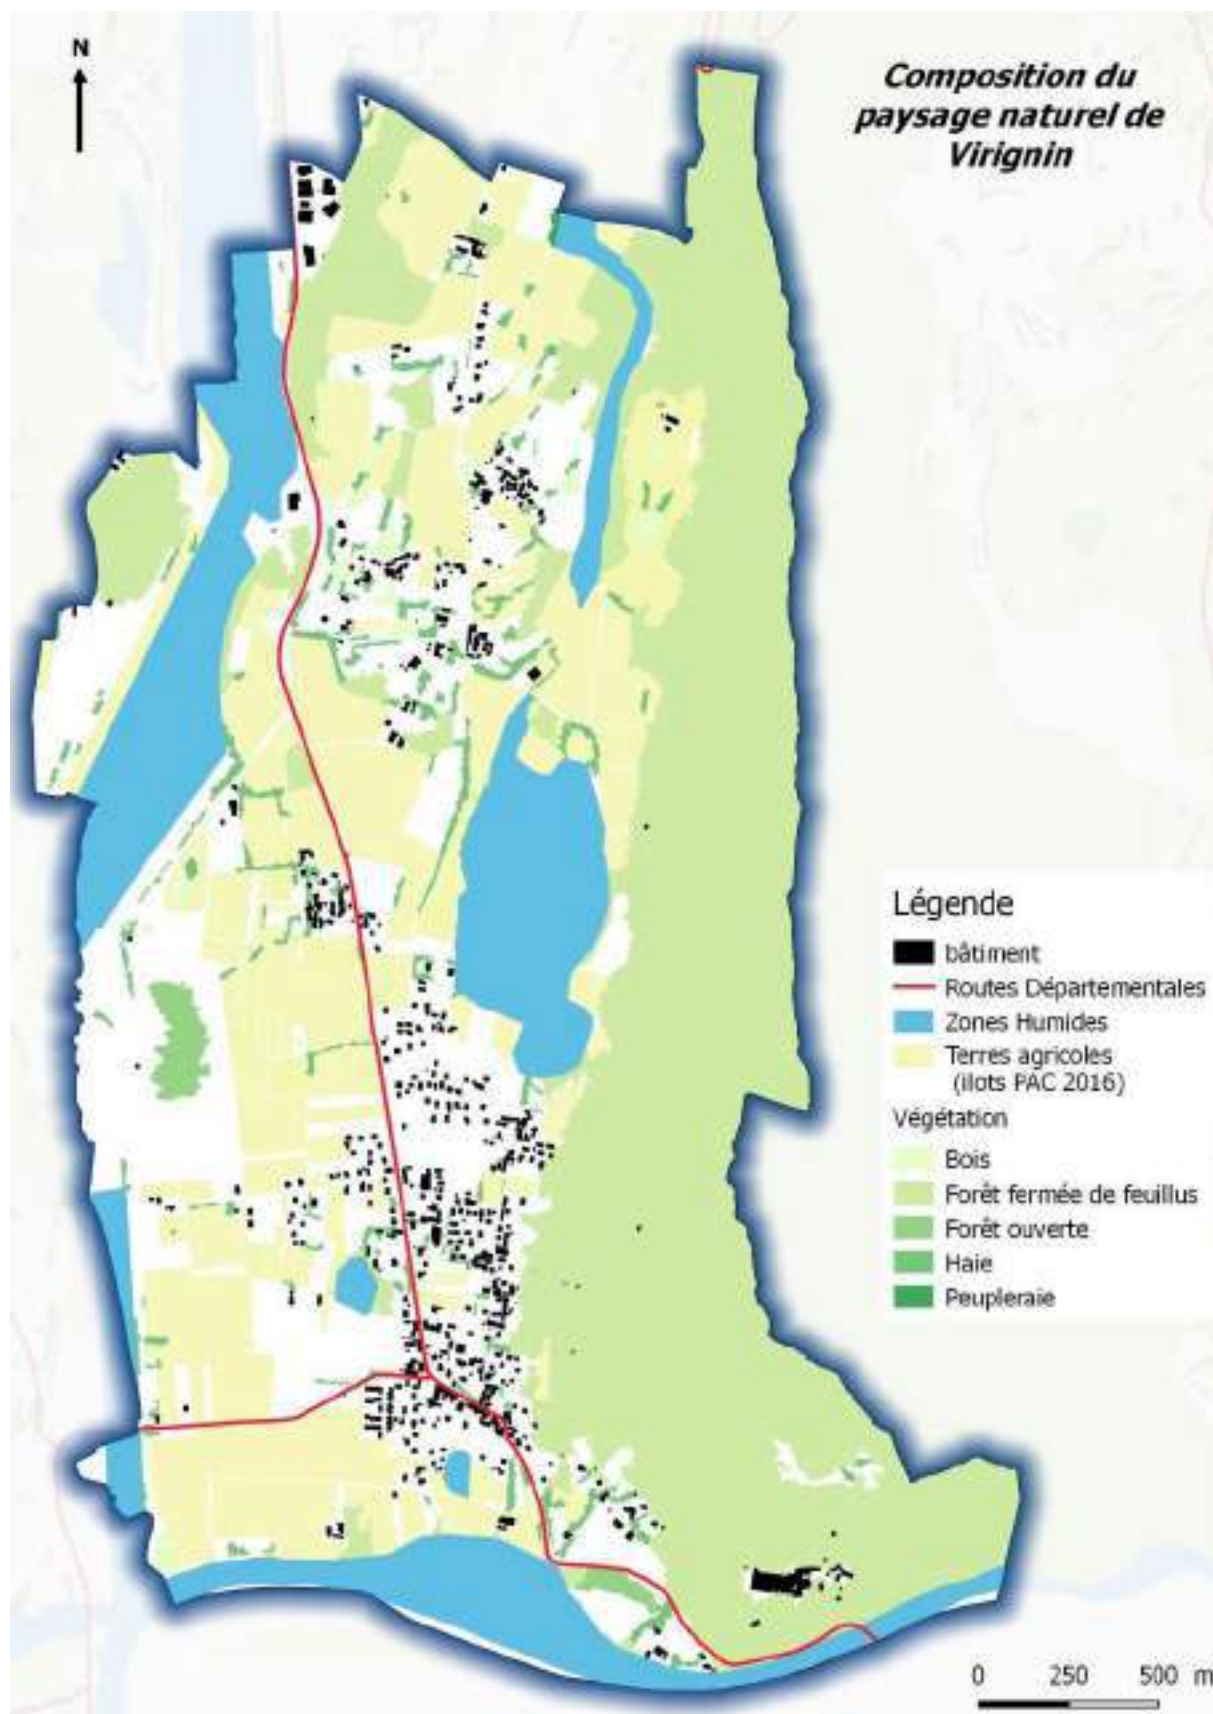 N
Composition du
paysage naturel de
Virignin
Légende
bâtiment
Routes Départementales
Zones Humides
Terres agricoles
(ilots PAC 2016)
Végétation
Bois
Forêt fermée de feuillus
Forêt ouverte
Haie
Peupleraie
0 250 500 m